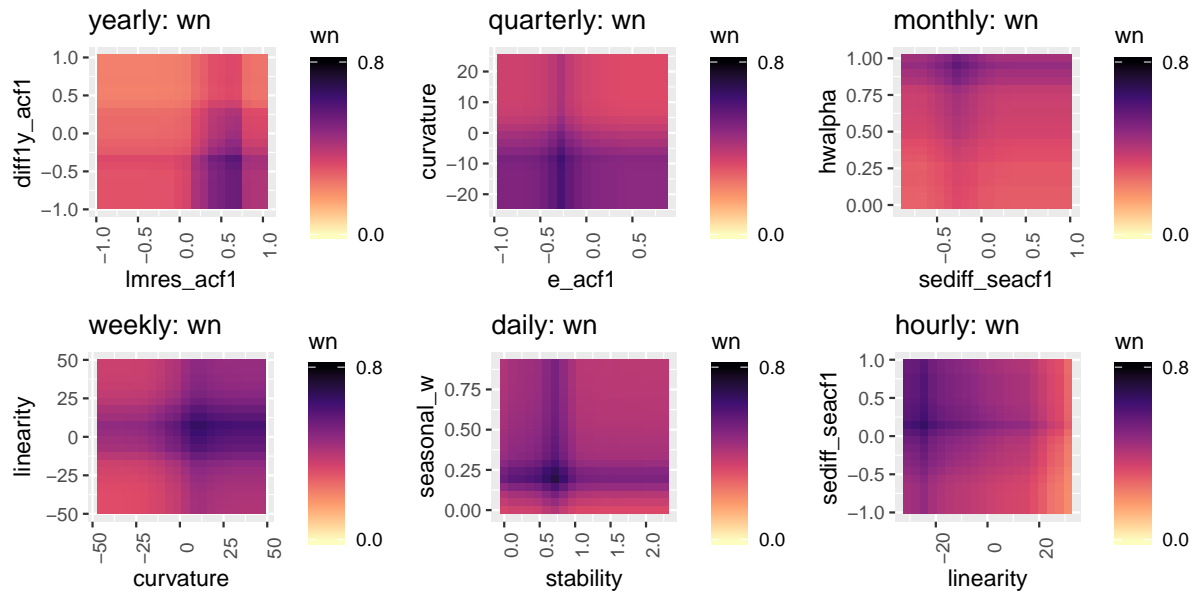 yearly: wn
quarterly: wn
monthly: wn
diff1y_acf1
1.0
0.5
0.0
−0.5
−1.0
−1.0
−0.5
0.0
0.5
1.0
lmres_acf1
wn
0.8
0.0
curvature
20
10
0
−10
−20
−1.0
−0.5
0.0
0.5
e_acf1
wn
0.8
0.0
hwalpha
1.00
0.75
0.50
0.25
0.00
−0.5
0.0
0.5
1.0
sediff_seacf1
wn
0.8
0.0
weekly: wn
daily: wn
hourly: wn
linearity
50
25
0
−25
−50
−50
−25
0
25
50
curvature
wn
0.8
0.0
seasonal_w
0.75
0.50
0.25
0.00
0.0
0.5
1.0
1.5
2.0
stability
wn
0.8
0.0
sediff_seacf1
1.0
0.5
0.0
−0.5
−1.0
−20
0
20
linearity
wn
0.8
0.0